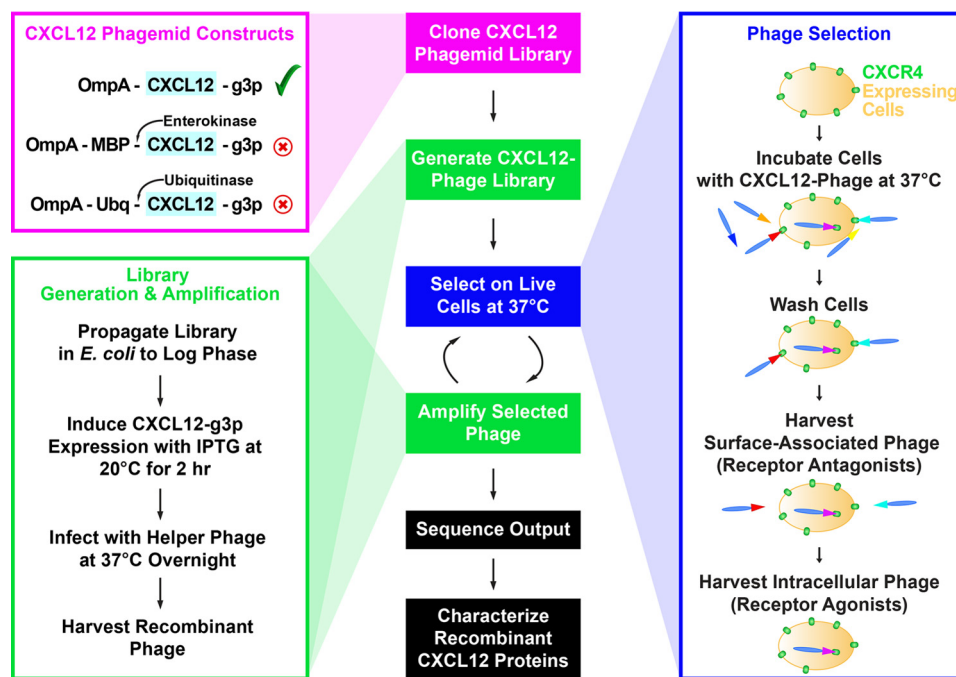 CXCL12 Phagemid Constructs
OmpA - CXCL12 - g3p
Enterokinase
OmpA - MBP - CXCL12 - g3p
Ubiquitinase
OmpA - Ubq - CXCL12 - g3p
Library
Generation & Amplification
Propagate Library
in E. coli to Log Phase
Induce CXCL12-g3p
Expression with IPTG at
20°C for 2 hr
Infect with Helper Phage
at 37°C Overnight
Harvest Recombinant
Phage
Clone CXCL12
Phagemid Library
Generate CXCL12-
Phage Library
Select on Live
Cells at 37°C
Amplify Selected
Phage
Sequence Output
Characterize
Recombinant
CXCL12 Proteins
Phage Selection
CXCR4
Expressing
Cells
Incubate Cells
with CXCL12-Phage at 37°C
Wash Cells
Harvest
Surface-Associated Phage
(Receptor Antagonists)
Harvest Intracellular Phage
(Receptor Agonists)